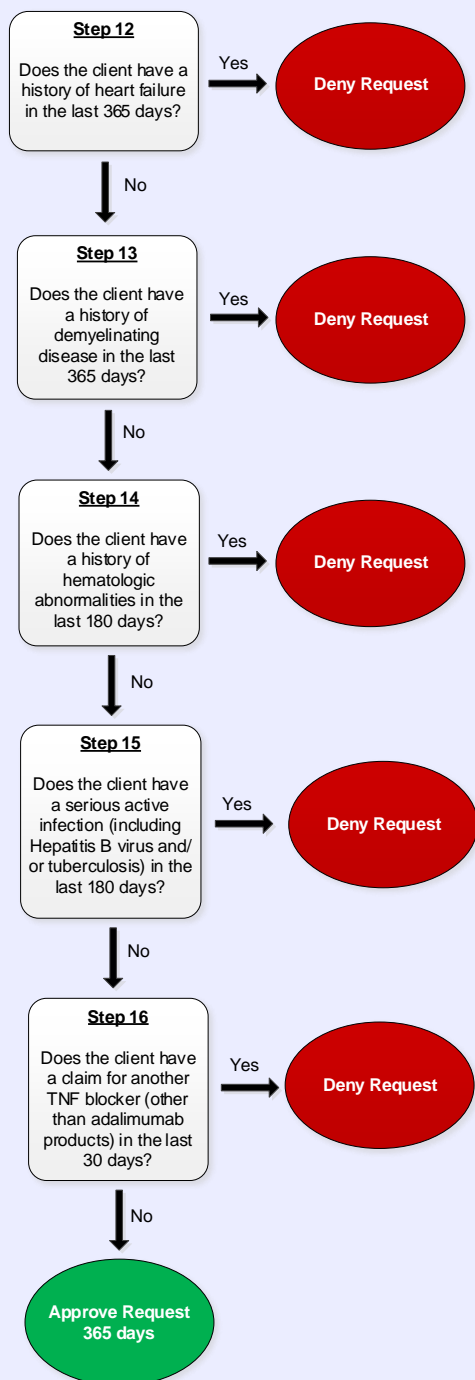 Step 12
Does the client have a
history of heart failure
in the last 365 days?
Yes
Deny Request
No
Step 13
Does the client have
a history of
demyelinating
disease in the last
365 days?
Yes
Deny Request
No
Step 14
Does the client have
a history of
hematologic
abnormalities in the
last 180 days?
Yes
Deny Request
No
Step 15
Does the client have
a serious active
infection (including
Hepatitis B virus and/
or tuberculosis) in the
last 180 days?
Yes
Deny Request
No
Step 16
Does the client have
a claim for another
TNF blocker (other
than adalimumab
products) in the last
30 days?
Yes
Deny Request
No
Approve Request
365 days